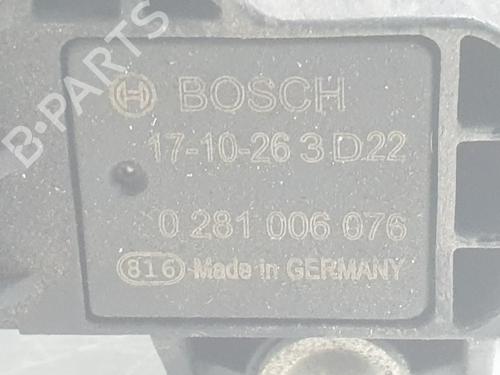 B-PARTS
BOSCH
17-10-26 3 D22
0 281 006 076
816 Made in GERMANY